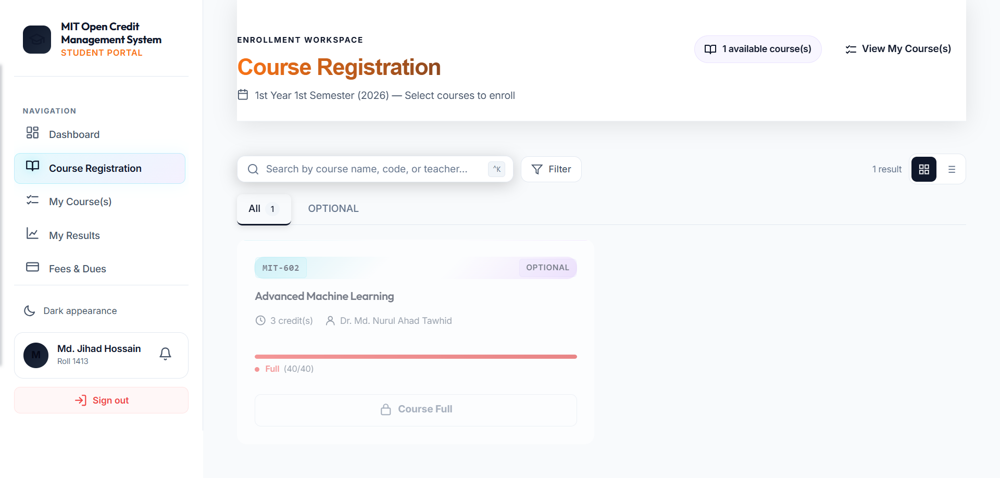 MIT Open Credit
Management System
STUDENT PORTAL
NAVIGATION
Dashboard
Course Registration
My Course(s)
My Results
Fees & Dues
Dark appearance
M
Md. Jihad Hossain
Roll 1413
Sign out
ENROLLMENT WORKSPACE
Course Registration
1st Year 1st Semester (2026) — Select courses to enroll
1 available course(s)
View My Course(s)
Search by course name, code, or teacher...
^K
Filter
1 result
All 1
OPTIONAL
MIT-602
OPTIONAL
Advanced Machine Learning
3 credit(s)
Dr. Md. Nurul Ahad Tawhid
Full (40/40)
Course Full